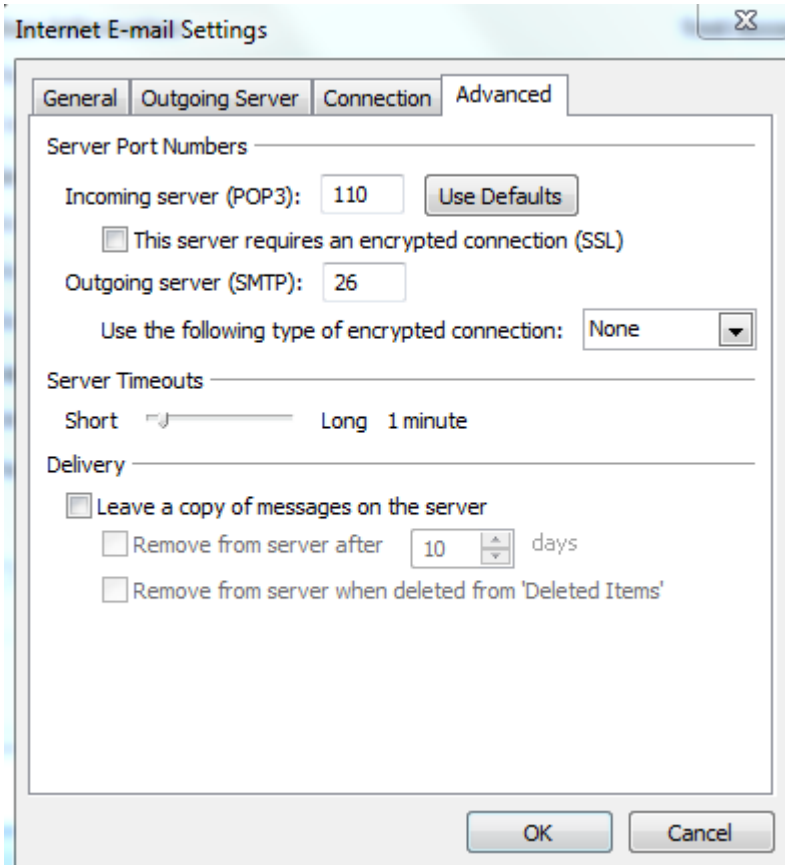 Internet E-mail Settings
General Outgoing Server Connection Advanced
Server Port Numbers
Incoming server (POP3): 110 Use Defaults
This server requires an encrypted connection (SSL)
Outgoing server (SMTP): 26
Use the following type of encrypted connection: None
Server Timeouts
Short Long 1 minute
Delivery
Leave a copy of messages on the server
Remove from server after 10 days
Remove from server when deleted from 'Deleted Items'
OK Cancel